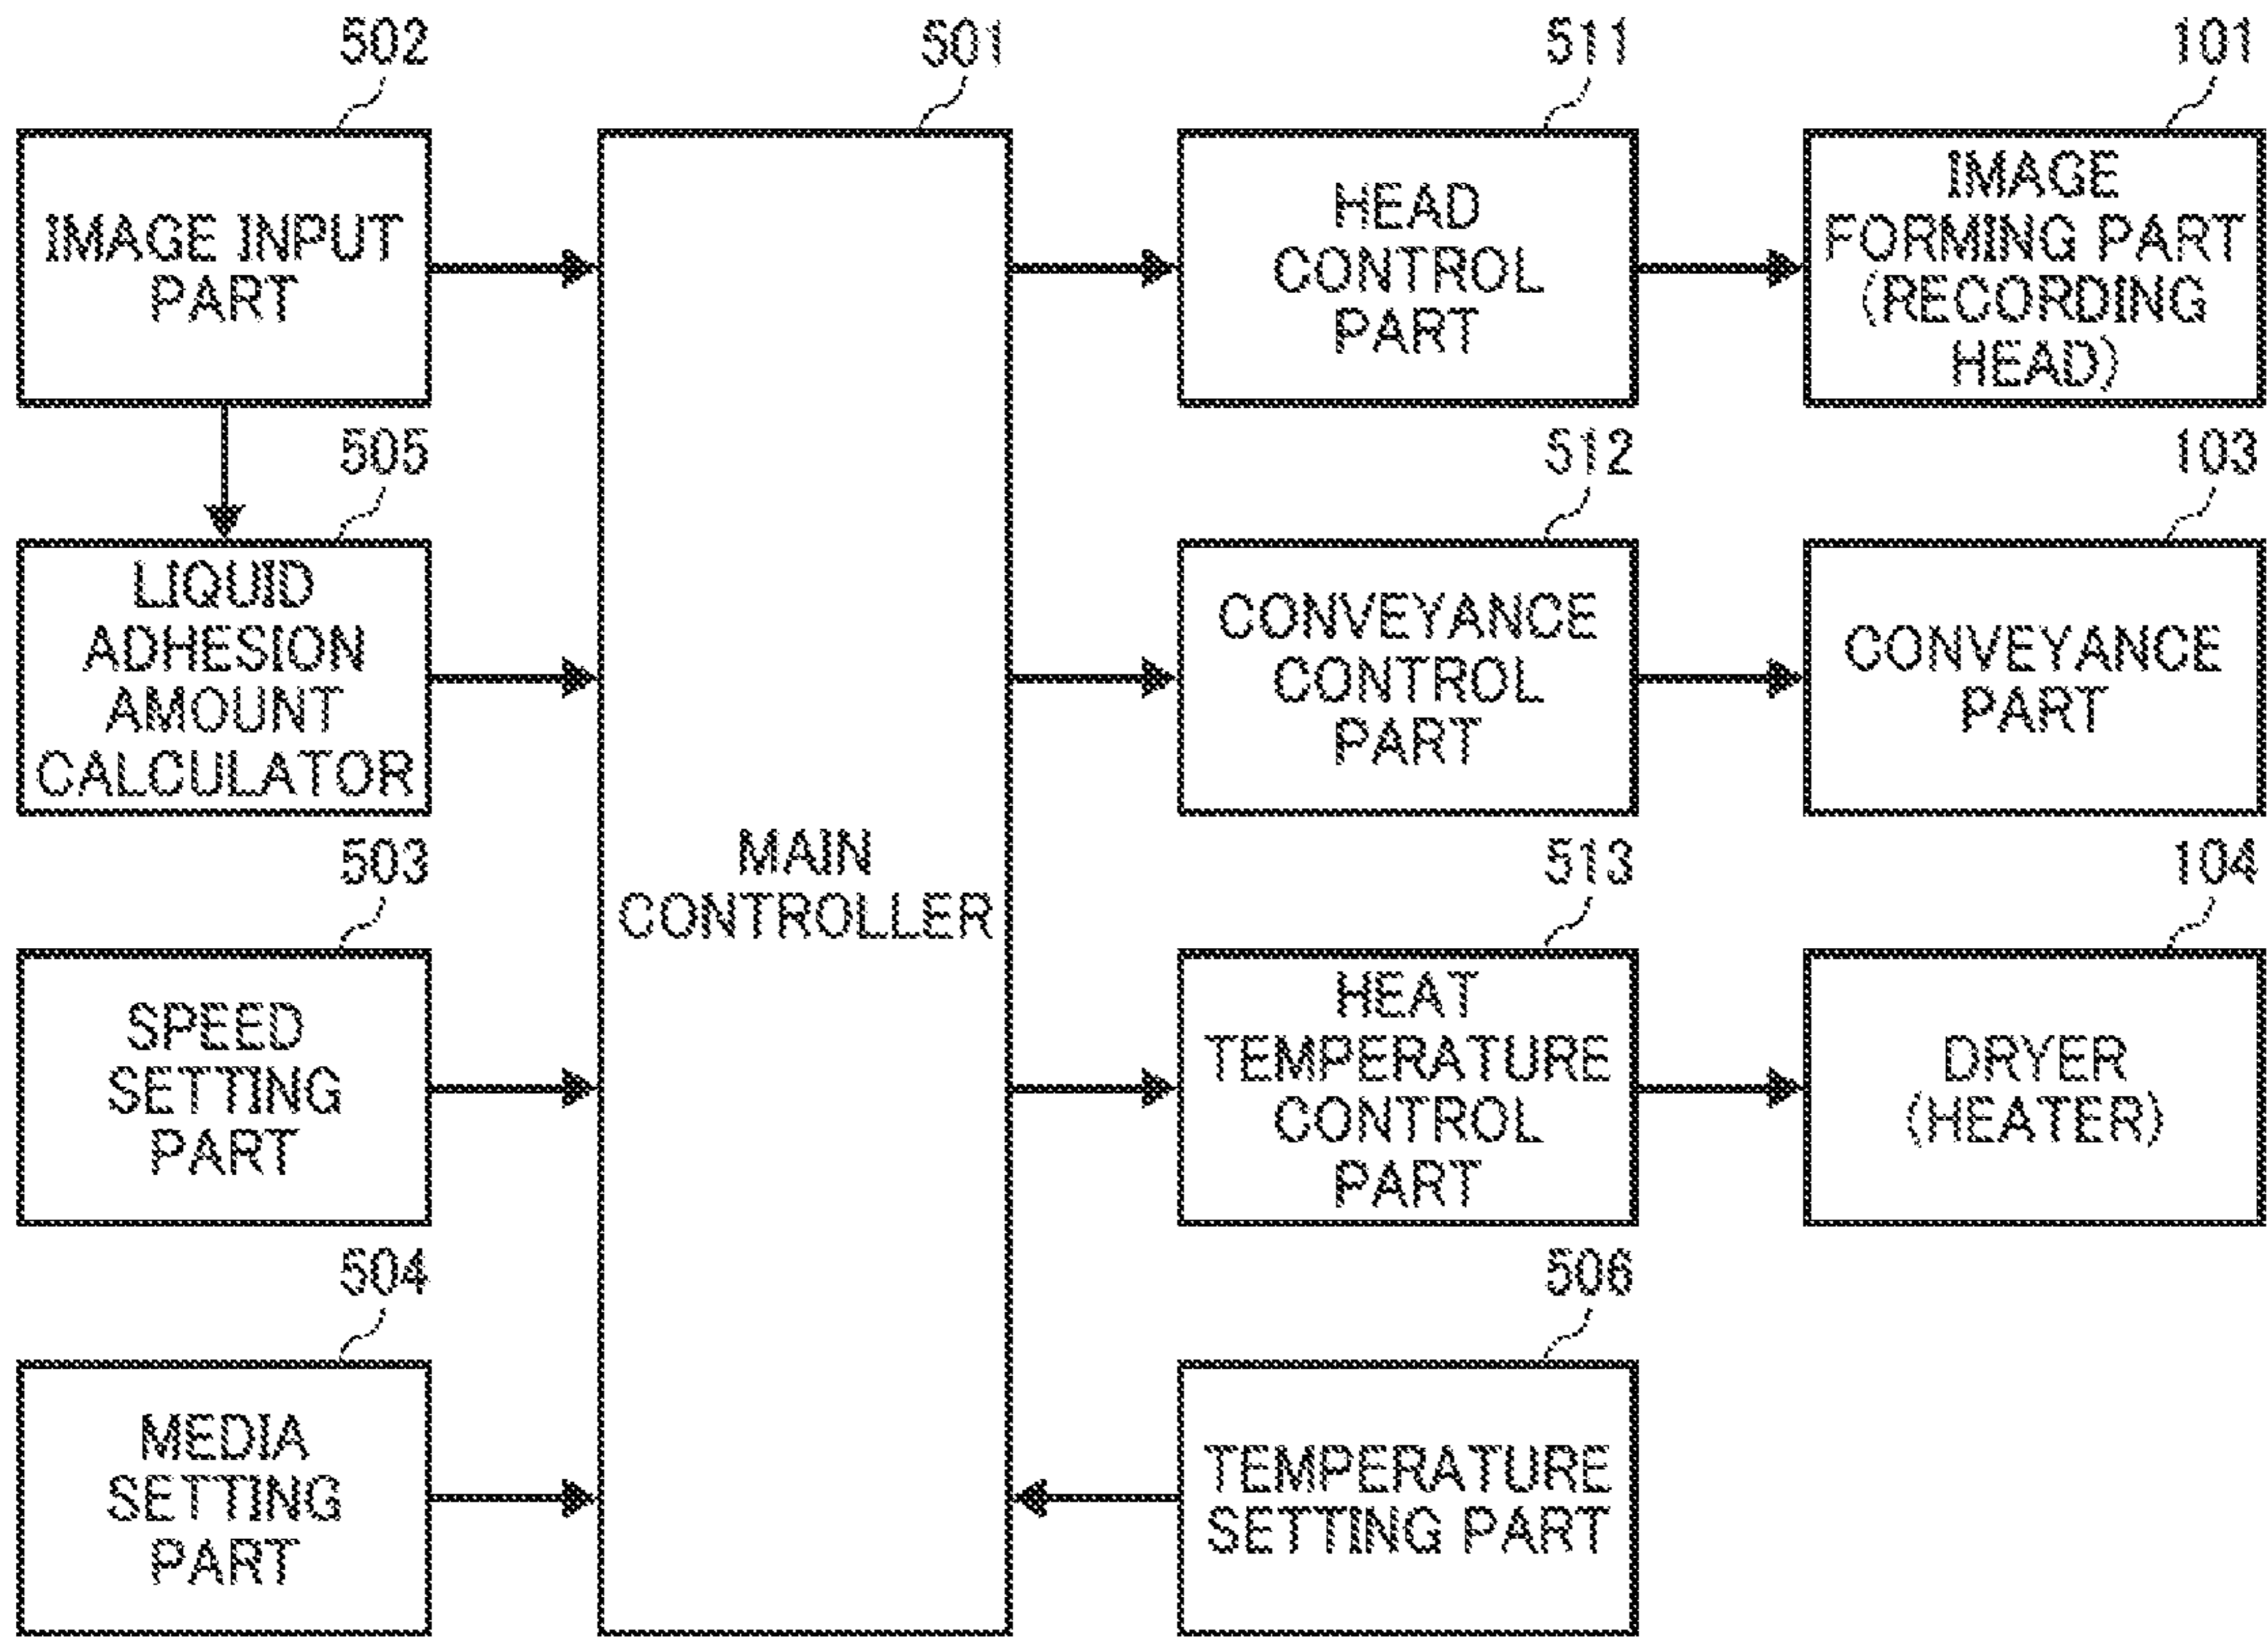 502
501
511
101
IMAGE INPUT
PART
HEAD
CONTROL
PART
IMAGE
FORMING PART
(RECORDING
HEAD)
505
512
103
LIQUID
ADHESION
AMOUNT
CALCULATOR
CONVEYANCE
CONTROL
PART
CONVEYANCE
PART
MAIN
CONTROLLER
503
513
104
SPEED
SETTING
PART
HEAT
TEMPERATURE
CONTROL
PART
DRYER
(HEATER)
504
506
MEDIA
SETTING
PART
TEMPERATURE
SETTING PART